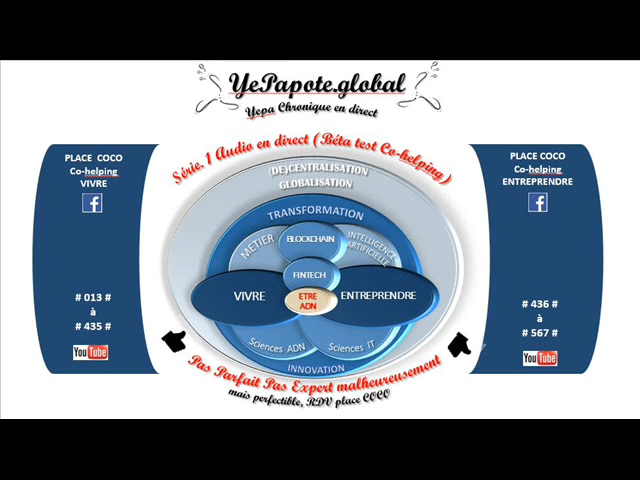 YePapote.global
Yepa Chronique en direct
Série, 1 Audio en direct (Béta test Co-helping)
PLACE COCO
Co-helping
VIVRE
# 013 #
à
# 435 #
YouTube
(DE)CENTRALISATION
GLOBALISATION
TRANSFORMATION
METIER
BLOCKCHAIN
INTELLIGENCE
ARTIFICIELLE
FINTECH
VIVRE
ETRE
ADN
ENTREPRENDRE
Sciences ADN
Sciences IT
INNOVATION
PLACE COCO
Co-helping
ENTREPRENDRE
# 436 #
à
# 567 #
YouTube
Pas Parfait Pas Expert malheureusement
mais perfectible, RDV place COCO